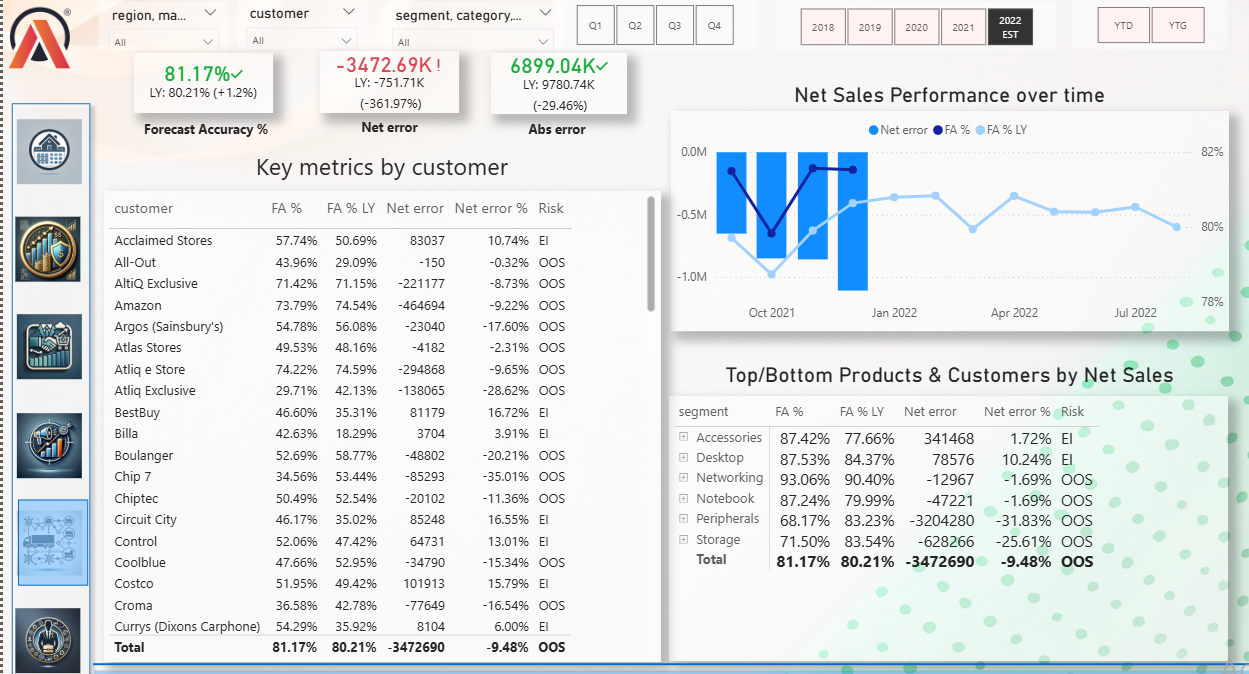 region, ma...
customer
segment, category,...
All
All
All
Q1
Q2
Q3
Q4
2018
2019
2020
2021
2022 EST
YTD
YTG
81.17%✓
LY: 80.21% (+1.2%)
Forecast Accuracy %
-3472.69K !
LY: -751.71K
(-361.97%)
Net error
6899.04K✓
LY: 9780.74K
(-29.46%)
Abs error
Key metrics by customer
customer FA % FA % LY Net error Net error % Risk
Acclaimed Stores 57.74% 50.69% 83037 10.74% EI
All-Out 43.96% 29.09% -150 -0.32% OOS
AltiQ Exclusive 71.42% 71.15% -221177 -8.73% OOS
Amazon 73.79% 74.54% -464694 -9.22% OOS
Argos (Sainsbury's) 54.78% 56.08% -23040 -17.60% OOS
Atlas Stores 49.53% 48.16% -4182 -2.31% OOS
Atliq e Store 74.22% 74.59% -294868 -9.65% OOS
Atliq Exclusive 29.71% 42.13% -138065 -28.62% OOS
BestBuy 46.60% 35.31% 81179 16.72% EI
Billa 42.63% 18.29% 3704 3.91% EI
Boulanger 52.69% 58.77% -48802 -20.21% OOS
Chip 7 34.56% 53.44% -85293 -35.01% OOS
Chiptec 50.49% 52.54% -20102 -11.36% OOS
Circuit City 46.17% 35.02% 85248 16.55% EI
Control 52.06% 47.42% 64731 13.01% EI
Coolblue 47.66% 52.95% -34790 -15.34% OOS
Costco 51.95% 49.42% 101913 15.79% EI
Croma 36.58% 42.78% -77649 -16.54% OOS
Currys (Dixons Carphone) 54.29% 35.92% 8104 6.00% EI
Total 81.17% 80.21% -3472690 -9.48% OOS
Net Sales Performance over time
Net error FA % FA % LY
0.0M
-0.5M
-1.0M
82%
80%
78%
Oct 2021 Jan 2022 Apr 2022 Jul 2022
Top/Bottom Products & Customers by Net Sales
segment FA % FA % LY Net error Net error % Risk
Accessories 87.42% 77.66% 341468 1.72% EI
Desktop 87.53% 84.37% 78576 10.24% EI
Networking 93.06% 90.40% -12967 -1.69% OOS
Notebook 87.24% 79.99% -47221 -1.69% OOS
Peripherals 68.17% 83.23% -3204280 -31.83% OOS
Storage 71.50% 83.54% -628266 -25.61% OOS
Total 81.17% 80.21% -3472690 -9.48% OOS